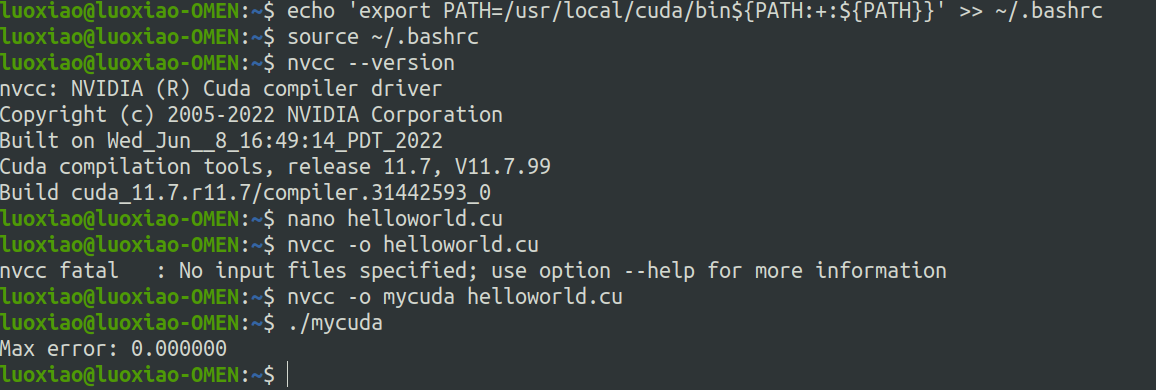 luoxiao@luoxiao-OMEN:~$ echo 'export PATH=/usr/local/cuda/bin${PATH:+:${PATH}}' >> ~/.bashrc
luoxiao@luoxiao-OMEN:~$ source ~/.bashrc
luoxiao@luoxiao-OMEN:~$ nvcc --version
nvcc: NVIDIA (R) Cuda compiler driver
Copyright (c) 2005-2022 NVIDIA Corporation
Built on Wed_Jun__8_16:49:14_PDT_2022
Cuda compilation tools, release 11.7, V11.7.99
Build cuda_11.7.r11.7/compiler.31442593_0
luoxiao@luoxiao-OMEN:~$ nano helloworld.cu
luoxiao@luoxiao-OMEN:~$ nvcc -o helloworld.cu
nvcc fatal   : No input files specified; use option --help for more information
luoxiao@luoxiao-OMEN:~$ nvcc -o mycuda helloworld.cu
luoxiao@luoxiao-OMEN:~$ ./mycuda
Max error: 0.000000
luoxiao@luoxiao-OMEN:~$